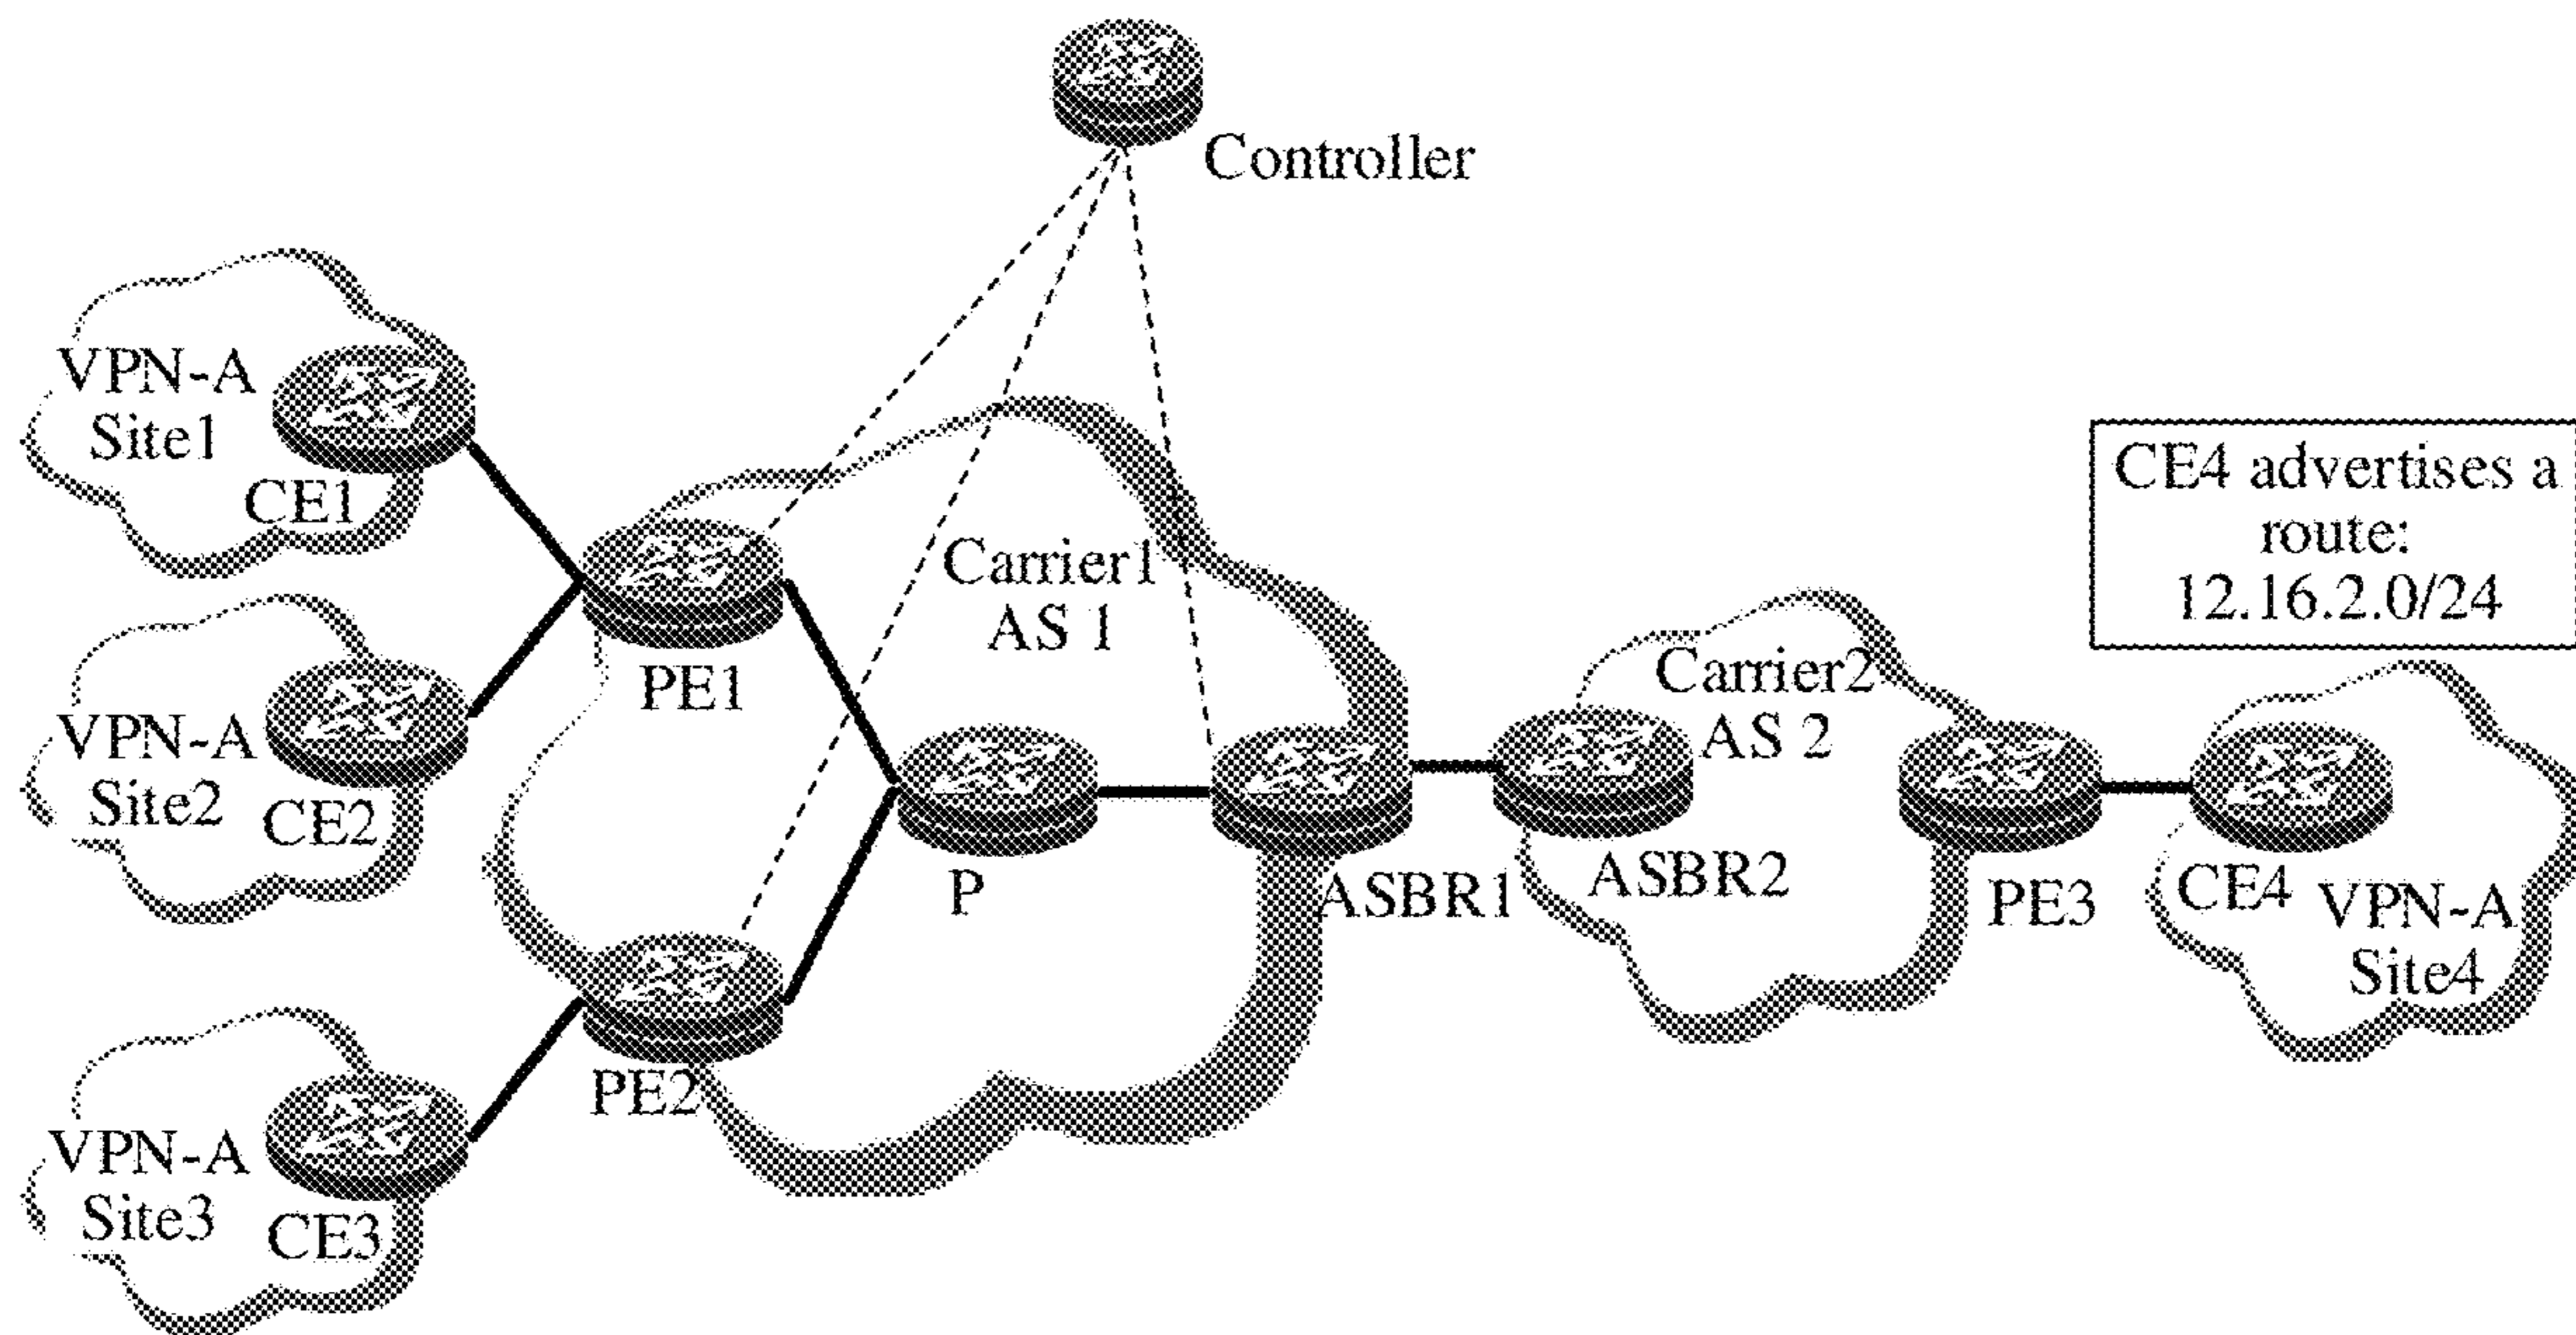 Controller
VPN-A
Site1
CE1
CE4 advertises a
route:
12.16.2.0/24
Carrier1
AS 1
PE1
Carrier2
AS 2
VPN-A
Site2
CE2
P
ASBR1
ASBR2
PE3
CE4
VPN-A
Site4
PE2
VPN-A
Site3
CE3